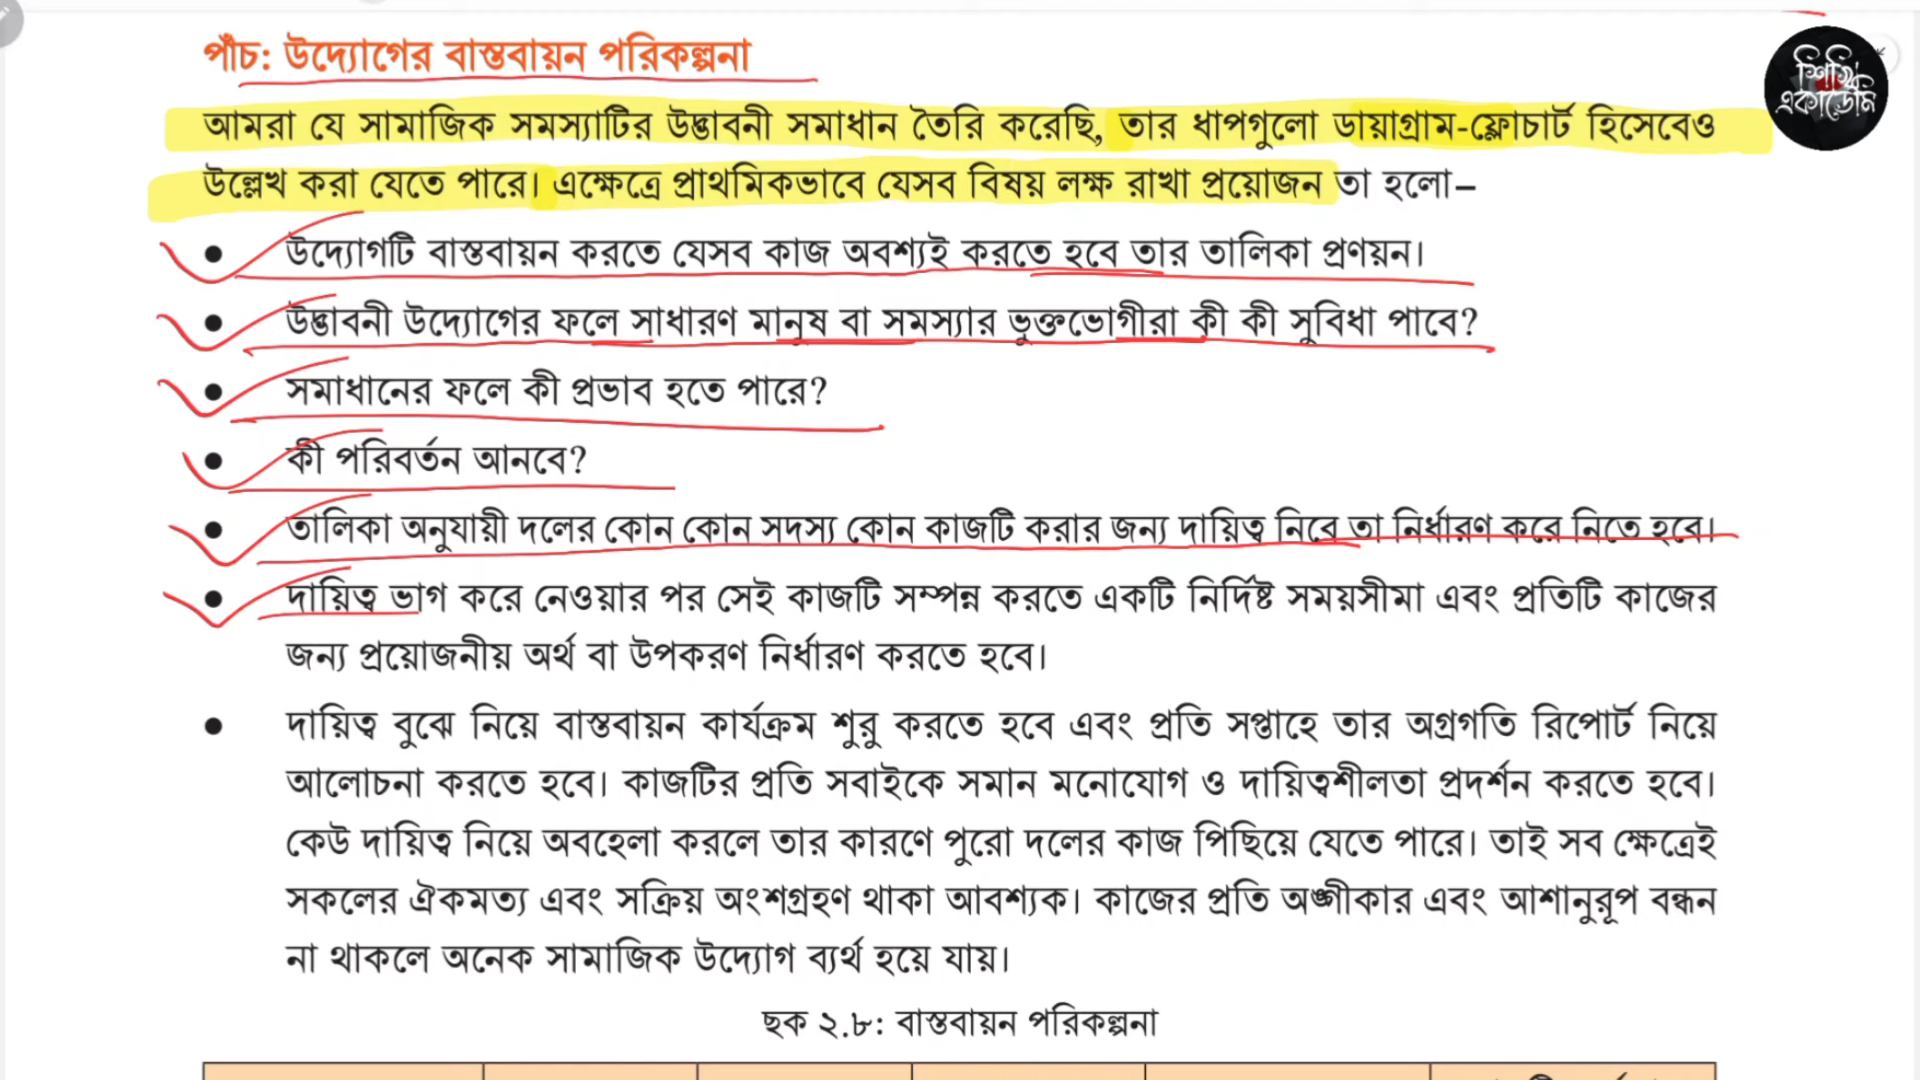 পাঁচ: উদ্যোগের বাস্তবায়ন পরিকল্পনা
শিখি
একাডেমি
আমরা যে সামাজিক সমস্যাটির উদ্ভাবনী সমাধান তৈরি করেছি, তার ধাপগুলো ডায়াগ্রাম-ফ্লোচার্ট হিসেবেও
উল্লেখ করা যেতে পারে। এক্ষেত্রে প্রাথমিকভাবে যেসব বিষয় লক্ষ রাখা প্রয়োজন তা হলো–
● উদ্যোগটি বাস্তবায়ন করতে যেসব কাজ অবশ্যই করতে হবে তার তালিকা প্রণয়ন।
● উদ্ভাবনী উদ্যোগের ফলে সাধারণ মানুষ বা সমস্যার ভুক্তভোগীরা কী কী সুবিধা পাবে?
● সমাধানের ফলে কী প্রভাব হতে পারে?
● কী পরিবর্তন আনবে?
● তালিকা অনুযায়ী দলের কোন কোন সদস্য কোন কাজটি করার জন্য দায়িত্ব নিবে তা নির্ধারণ করে নিতে হবে।
● দায়িত্ব ভাগ করে নেওয়ার পর সেই কাজটি সম্পন্ন করতে একটি নির্দিষ্ট সময়সীমা এবং প্রতিটি কাজের
জন্য প্রয়োজনীয় অর্থ বা উপকরণ নির্ধারণ করতে হবে।
● দায়িত্ব বুঝে নিয়ে বাস্তবায়ন কার্যক্রম শুরু করতে হবে এবং প্রতি সপ্তাহে তার অগ্রগতি রিপোর্ট নিয়ে
আলোচনা করতে হবে। কাজটির প্রতি সবাইকে সমান মনোযোগ ও দায়িত্বশীলতা প্রদর্শন করতে হবে।
কেউ দায়িত্ব নিয়ে অবহেলা করলে তার কারণে পুরো দলের কাজ পিছিয়ে যেতে পারে। তাই সব ক্ষেত্রেই
সকলের ঐকমত্য এবং সক্রিয় অংশগ্রহণ থাকা আবশ্যক। কাজের প্রতি অঙ্গীকার এবং আশানুরূপ বন্ধন
না থাকলে অনেক সামাজিক উদ্যোগ ব্যর্থ হয়ে যায়।
ছক ২.৮: বাস্তবায়ন পরিকল্পনা